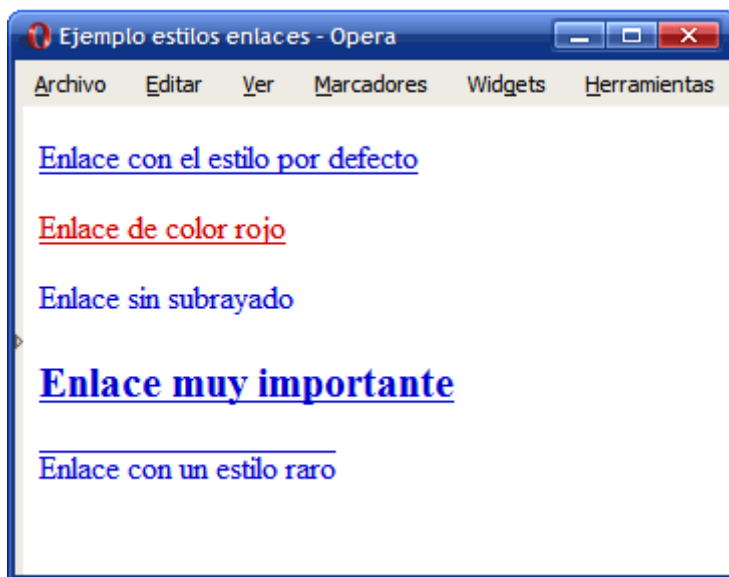 Ejemplo estilos enlaces - Opera
Archivo Editar Ver Marcadores Widgets Herramientas
Enlace con el estilo por defecto
Enlace de color rojo
Enlace sin subrayado
Enlace muy importante
Enlace con un estilo raro